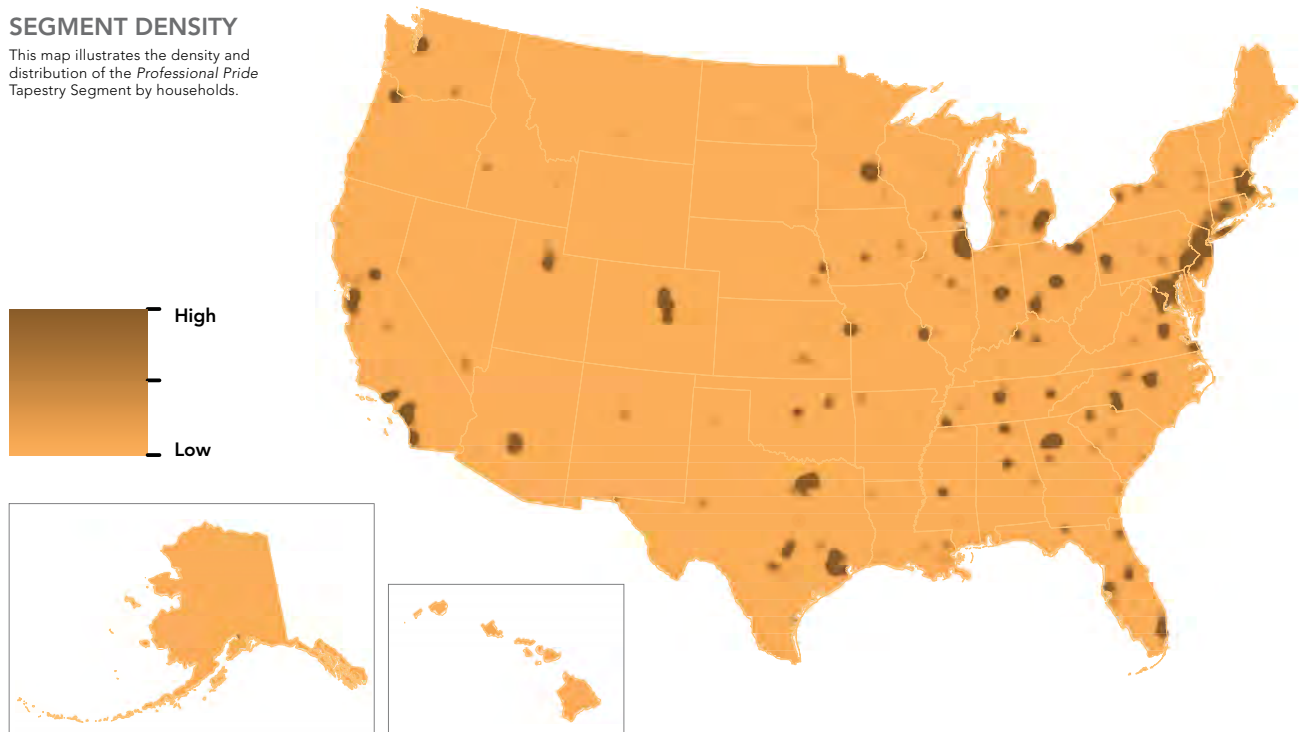 SEGMENT DENSITY
This map illustrates the density and
distribution of the Professional Pride
Tapestry Segment by households.
High
Low